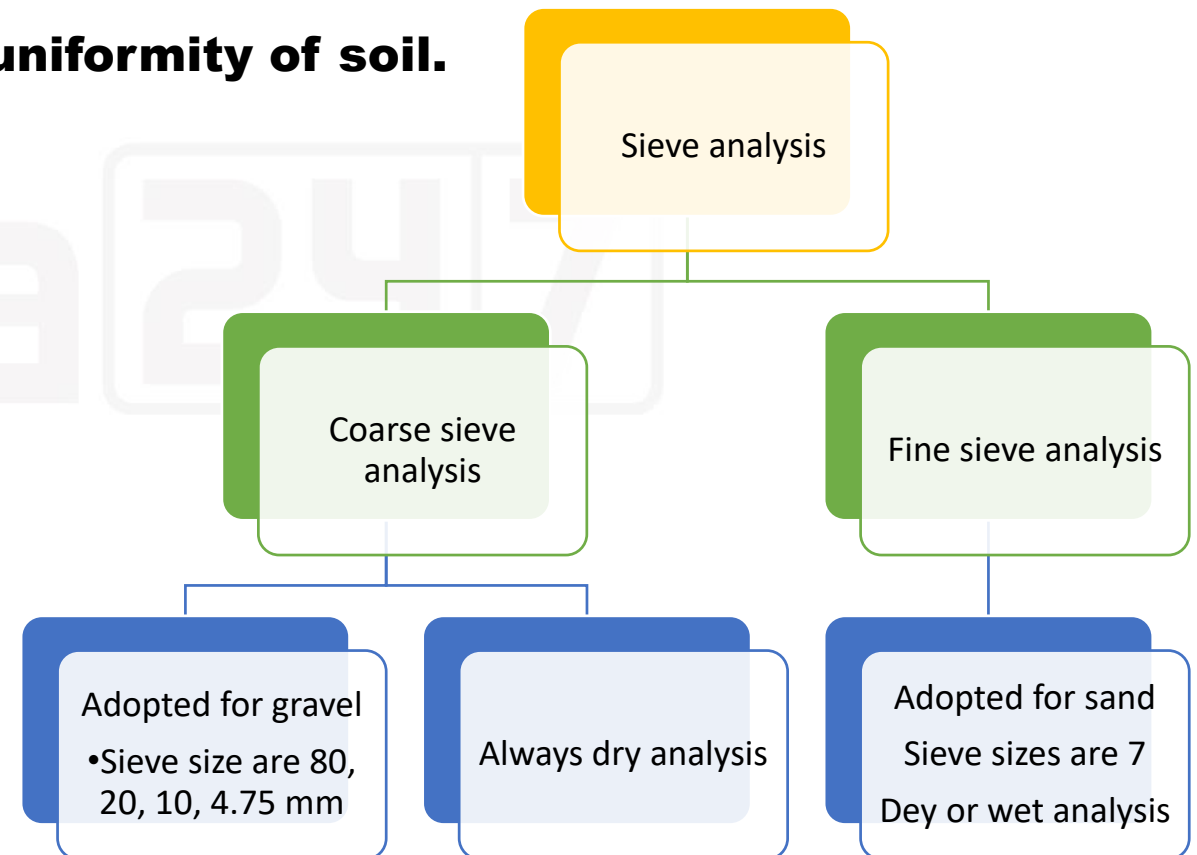 uniformity of soil.
Sieve analysis
Coarse sieve
analysis
Fine sieve analysis
Adopted for gravel
•Sieve size are 80,
20, 10, 4.75 mm
Always dry analysis
Adopted for sand
Sieve sizes are 7
Dey or wet analysis
a 247